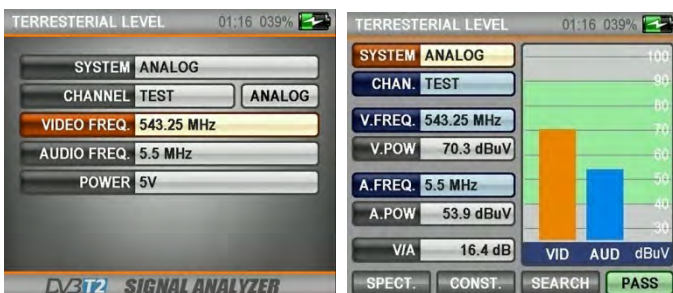 TERRESTERIAL LEVEL 01:16 039%
SYSTEM ANALOG
CHANNEL TEST ANALOG
VIDEO FREQ. 543.25 MHz
AUDIO FREQ. 5.5 MHz
POWER 5V
DV3T2 SIGNAL ANALYZER
TERRESTERIAL LEVEL 01:16 039%
SYSTEM ANALOG
CHAN. TEST
V.FREQ. 543.25 MHz
V.POW 70.3 dBuV
A.FREQ. 5.5 MHz
A.POW 53.9 dBuV
V/A 16.4 dB
100
90
80
70
60
50
40
30
VID AUD dBuV
SPECT. CONST. SEARCH PASS